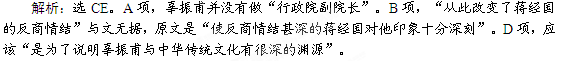 解析：选 CE。A 项，辜振甫并没有做“行政院副院长”。B 项，“从此改变了蒋经国
的反商情结”与文无据，原文是“使反商情结甚深的蒋经国对他印象十分深刻”。D 项，应
该“是为了说明辜振甫与中华传统文化有很深的渊源”。